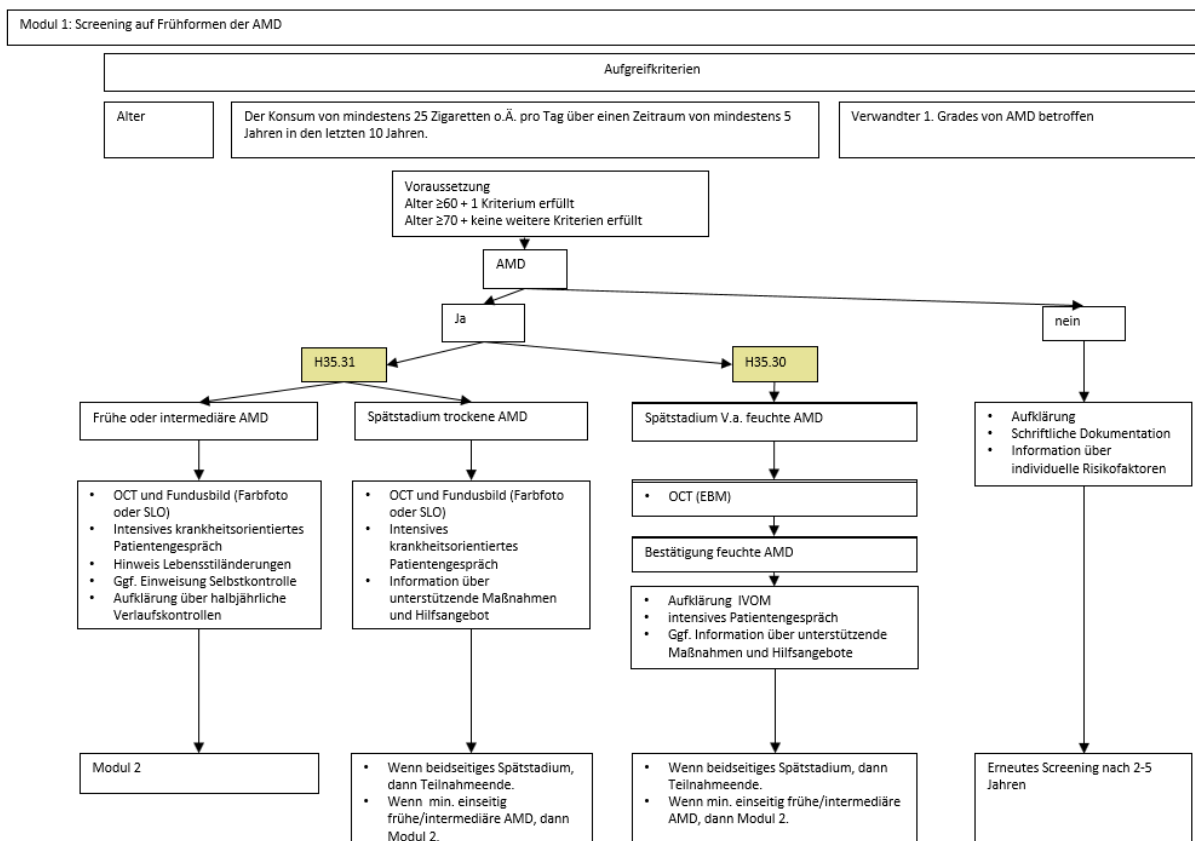 Modul 1: Screening auf Frühformen der AMD
Aufgreifkriterien
Alter
Der Konsum von mindestens 25 Zigaretten o.Ä. pro Tag über einen Zeitraum von mindestens 5
Jahren in den letzten 10 Jahren.
Verwandter 1. Grades von AMD betroffen
Voraussetzung
Alter ≥60 + 1 Kriterium erfüllt
Alter ≥70 + keine weitere Kriterien erfüllt
AMD
Ja
nein
H35.31
H35.30
Frühe oder intermediäre AMD
Spätstadium trockene AMD
Spätstadium V.a. feuchte AMD
• Aufklärung
• Schriftliche Dokumentation
• Information über
individuelle Risikofaktoren
• OCT und Fundusbild (Farbfoto
oder SLO)
• Intensives krankheitsorientiertes
Patientengespräch
• Hinweis Lebensstiländerungen
• Ggf. Einweisung Selbstkontrolle
• Aufklärung über halbjährliche
Verlaufskontrollen
• OCT und Fundusbild (Farbfoto
oder SLO)
• Intensives
krankheitsorientiertes
Patientengespräch
• Information über
unterstützende Maßnahmen
und Hilfsangebot
• OCT (EBM)
Bestätigung feuchte AMD
• Aufklärung IVOM
• intensives Patientengespräch
• Ggf. Information über unterstützende
Maßnahmen und Hilfsangebote
Modul 2
• Wenn beidseitiges Spätstadium,
dann Teilnahmeende.
• Wenn min. einseitig
frühe/intermediäre AMD, dann
Modul 2.
• Wenn beidseitiges Spätstadium, dann
Teilnahmeende.
• Wenn min. einseitig frühe/intermediäre
AMD, dann Modul 2.
Erneutes Screening nach 2-5
Jahren